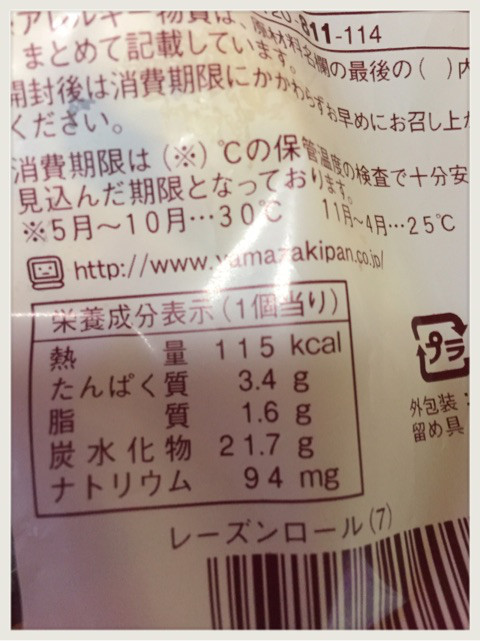 アレルギー物質は、原材料名欄の最後の( )内
まとめて記載しています。
開封後は消費期限にかかわらずお早めにお召し上が
ください。
消費期限は(※)℃の保管温度の検査で十分安
見込んだ期限となっております。
※5月〜10月…30℃ 11月〜4月…25℃
http://www.yamazakipan.co.jp/
栄養成分表示(1個当り)
熱量 115 kcal
たんぱく質 3.4 g
脂質 1.6 g
炭水化物 21.7 g
ナトリウム 94 mg
レーズンロール(7)
120-811-114
プラ
外包装:
留め具